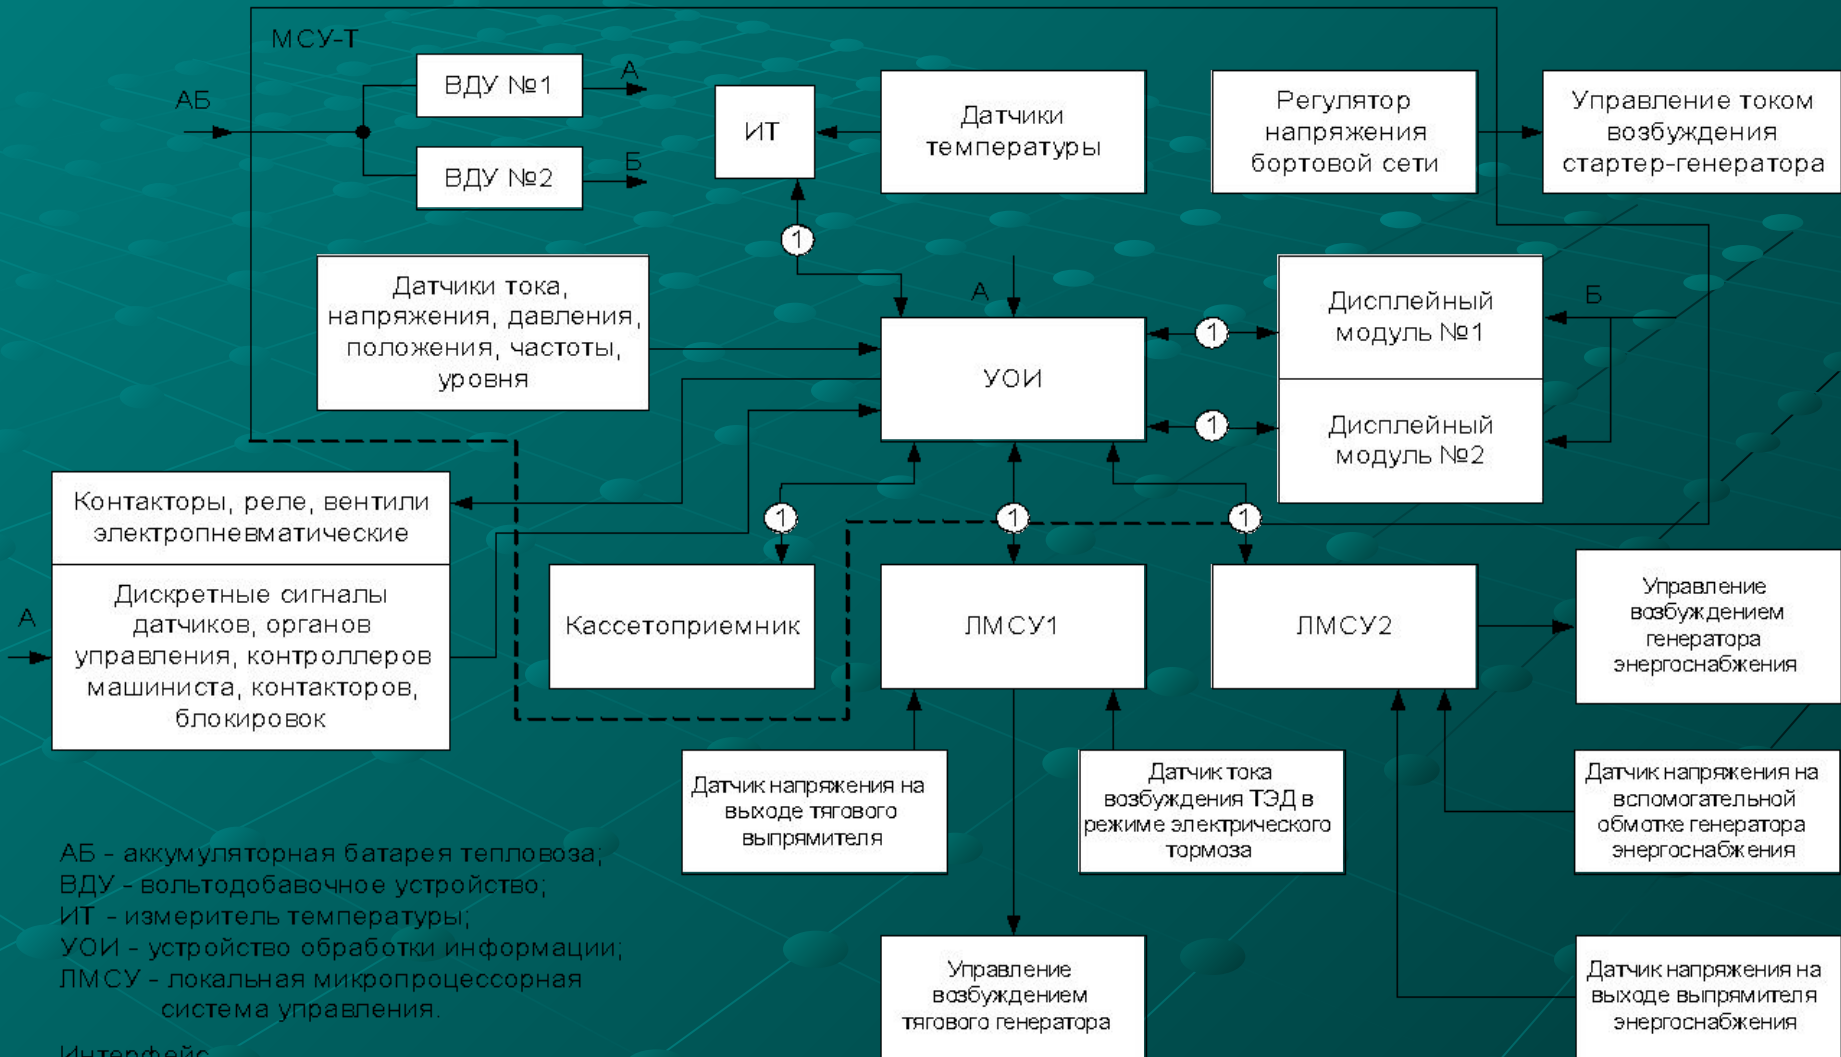 МСУ-Т
АБ
ВДУ №1
А
ВДУ №2
Б
ИТ
Датчики
температуры
Регулятор
напряжения
бортовой сети
Управление током
возбуждения
стартер-генератора
1
Датчики тока,
напряжения, давления,
положения, частоты,
уровня
А
УОИ
1
1
Дисплейный
модуль №1
Дисплейный
модуль №2
Б
Контакторы, реле, вентили
электропневматические
А
Дискретные сигналы
датчиков, органов
управления, контроллеров
машиниста, контакторов,
блокировок
1
1
1
Кассетоприемник
ЛМСУ1
ЛМСУ2
Управление
возбуждением
генератора
энергоснабжения
Датчик напряжения на
выходе тягового
выпрямителя
Датчик тока
возбуждения ТЭД в
режиме электрического
тормоза
Датчик напряжения на
вспомогательной
обмотке генератора
энергоснабжения
Управление
возбуждением
тягового генератора
Датчик напряжения на
выходе выпрямителя
энергоснабжения
АБ - аккумуляторная батарея тепловоза;
ВДУ - вольтодобавочное устройство;
ИТ - измеритель температуры;
УОИ - устройство обработки информации;
ЛМСУ - локальная микропроцессорная
система управления.
Интерфейс